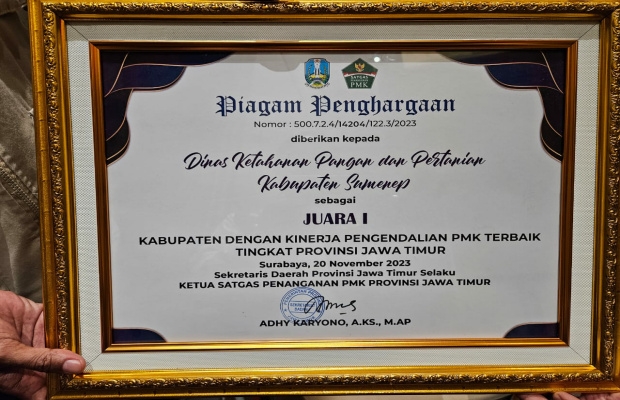 SATGAS
PMK
Piagam Penghargaan
Nomor : 500.7.2.4/14204/122.3/2023
diberikan kepada
Dinas Ketahanan Pangan dan Pertanian
Kabupaten Sumenep
sebagai
JUARA I
KABUPATEN DENGAN KINERJA PENGENDALIAN PMK TERBAIK
TINGKAT PROVINSI JAWA TIMUR
Surabaya, 20 November 2023
Sekretaris Daerah Provinsi Jawa Timur Selaku
KETUA SATGAS PENANGANAN PMK PROVINSI JAWA TIMUR
ADHY KARYONO, A.KS., M.AP